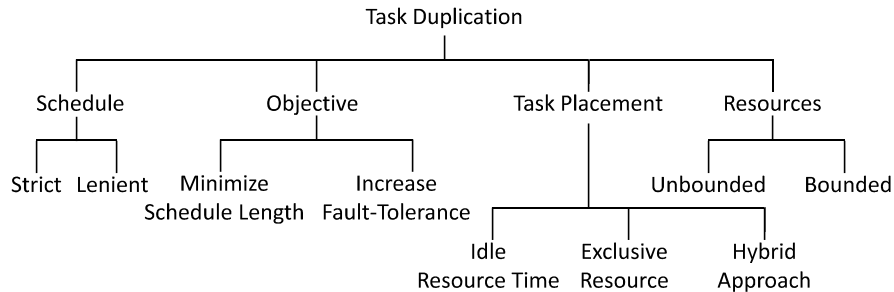 Task Duplication
Schedule
Objective
Task Placement
Resources
Strict
Lenient
Minimize
Schedule Length
Increase
Fault-Tolerance
Unbounded
Bounded
Idle
Resource Time
Exclusive
Resource
Hybrid
Approach